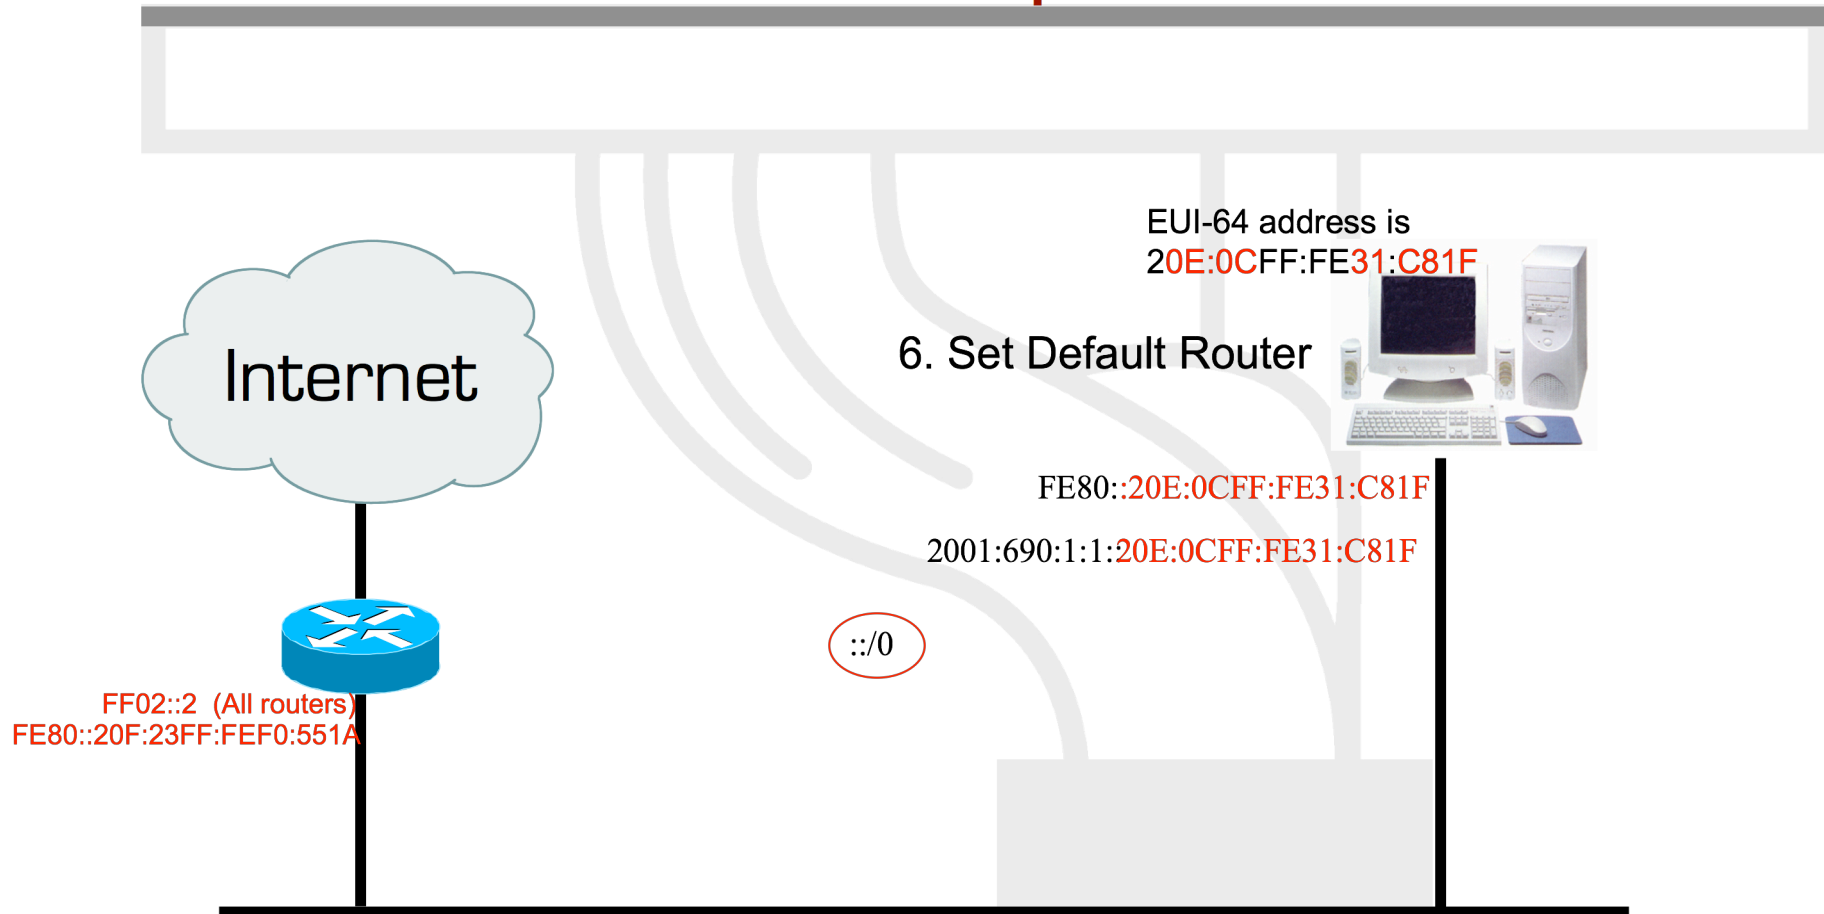 EUI-64 address is
20E:0CFF:FE31:C81F
Internet
6. Set Default Router
FE80::20E:0CFF:FE31:C81F
2001:690:1:1::20E:0CFF:FE31:C81F
::/0
FF02::2 (All routers)
FE80::20F:23FF:FEF0:551A